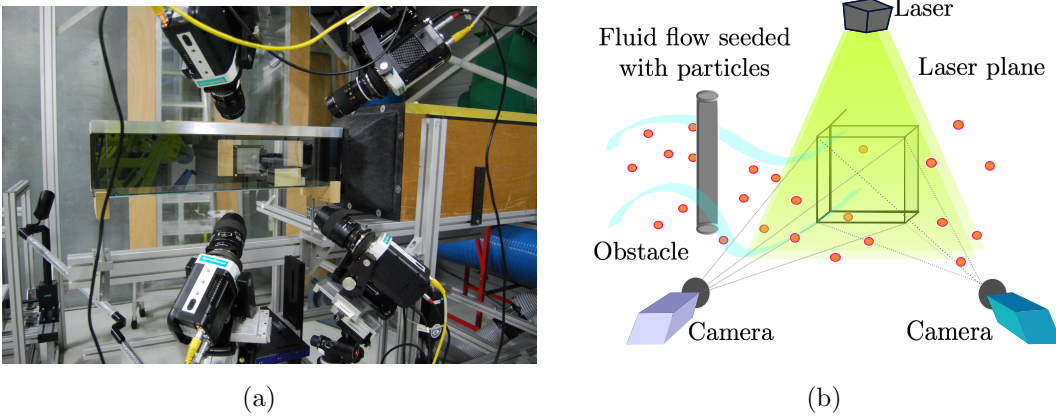 Laser
Fluid flow seeded
with particles
Laser plane
Obstacle
Camera
Camera
(a)
(b)